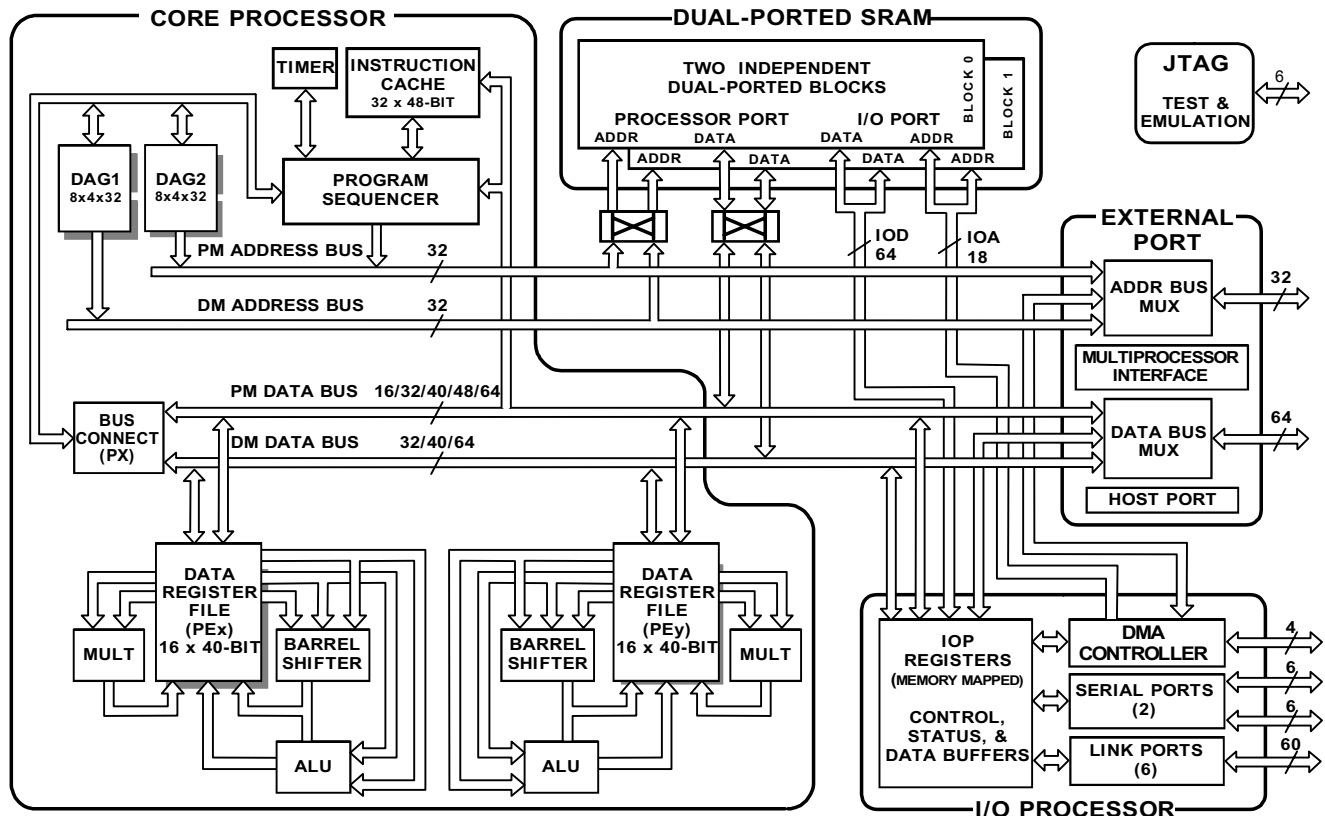 CORE PROCESSOR
TIMER
INSTRUCTION
CACHE
32 x 48-BIT
DAG1
8x4x32
DAG2
8x4x32
PROGRAM
SEQUENCER
PM ADDRESS BUS 32
DM ADDRESS BUS 32
PM DATA BUS 16/32/40/48/64
BUS
CONNECT
(PX)
DM DATA BUS 32/40/64
DATA
REGISTER
FILE
(PEx)
16 x 40-BIT
MULT
BARREL
SHIFTER
ALU
DATA
REGISTER
FILE
(PEy)
16 x 40-BIT
BARREL
SHIFTER
MULT
ALU
DUAL-PORTED SRAM
TWO INDEPENDENT
DUAL-PORTED BLOCKS
PROCESSOR PORT I/O PORT
ADDR DATA DATA ADDR
ADDR DATA DATA ADDR
BLOCK 0
BLOCK 1
IOD
64
IOA
18
JTAG
TEST &
EMULATION
6
EXTERNAL
PORT
ADDR BUS
MUX
32
MULTIPROCESSOR
INTERFACE
DATA BUS
MUX
64
HOST PORT
IOP
REGISTERS
(MEMORY MAPPED)
CONTROL,
STATUS, &
DATA BUFFERS
DMA
CONTROLLER
4
SERIAL PORTS
(2)
6
6
LINK PORTS
(6)
60
I/O PROCESSOR